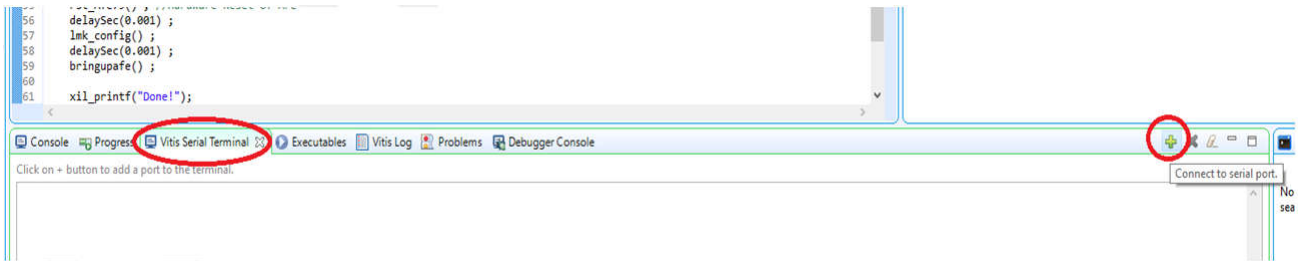 56 delaySec(0.001) ;
57 lmk_config() ;
58 delaySec(0.001) ;
59 bringupafe() ;
60
61 xil_printf("Done!");
Console Progress Vitis Serial Terminal Executables Vitis Log Problems Debugger Console
Click on + button to add a port to the terminal.
Connect to serial port.
No
sea